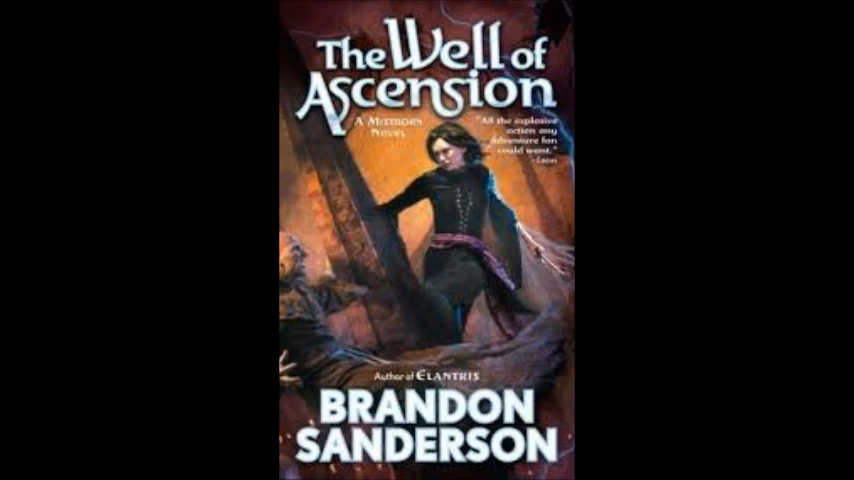 The Well of
Ascension
A Mistborn
Novel
"All the explosive
action any
adventure fan
could want."
—Locus
Author of ELANTRIS
BRANDON
SANDERSON